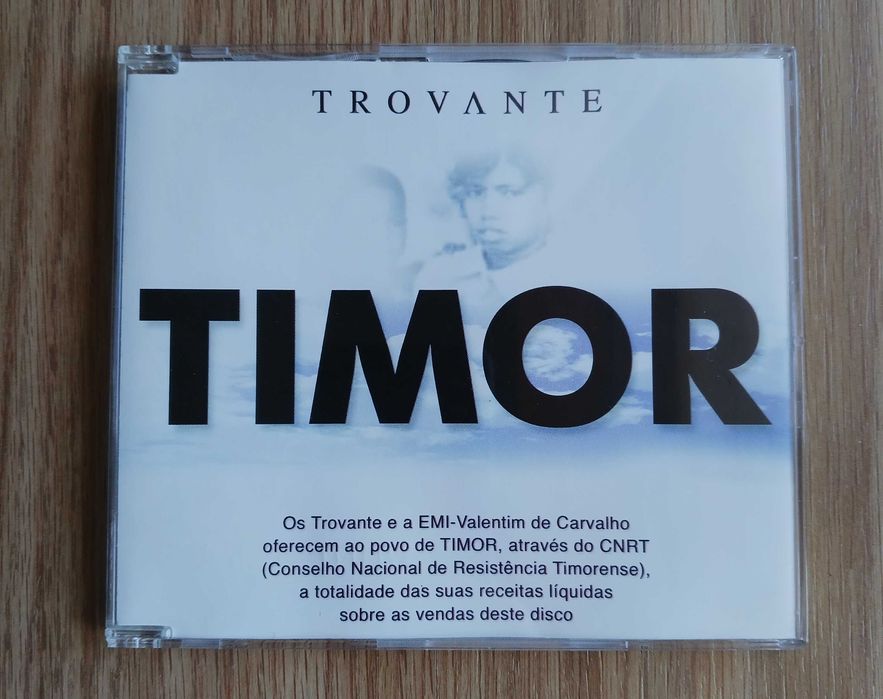 TROVANTE
TIMOR
Os Trovante e a EMI-Valentim de Carvalho
oferecem ao povo de TIMOR, através do CNRT
(Conselho Nacional de Resistência Timorense),
a totalidade das suas receitas líquidas
sobre as vendas deste disco